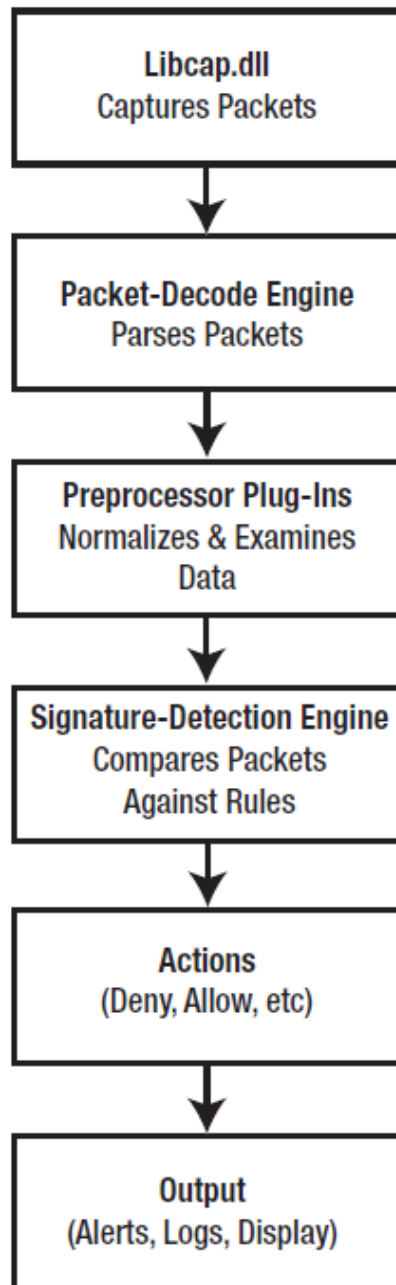 Libcap.dll
Captures Packets
Packet-Decode Engine
Parses Packets
Preprocessor Plug-Ins
Normalizes & Examines
Data
Signature-Detection Engine
Compares Packets
Against Rules
Actions
(Deny, Allow, etc)
Output
(Alerts, Logs, Display)